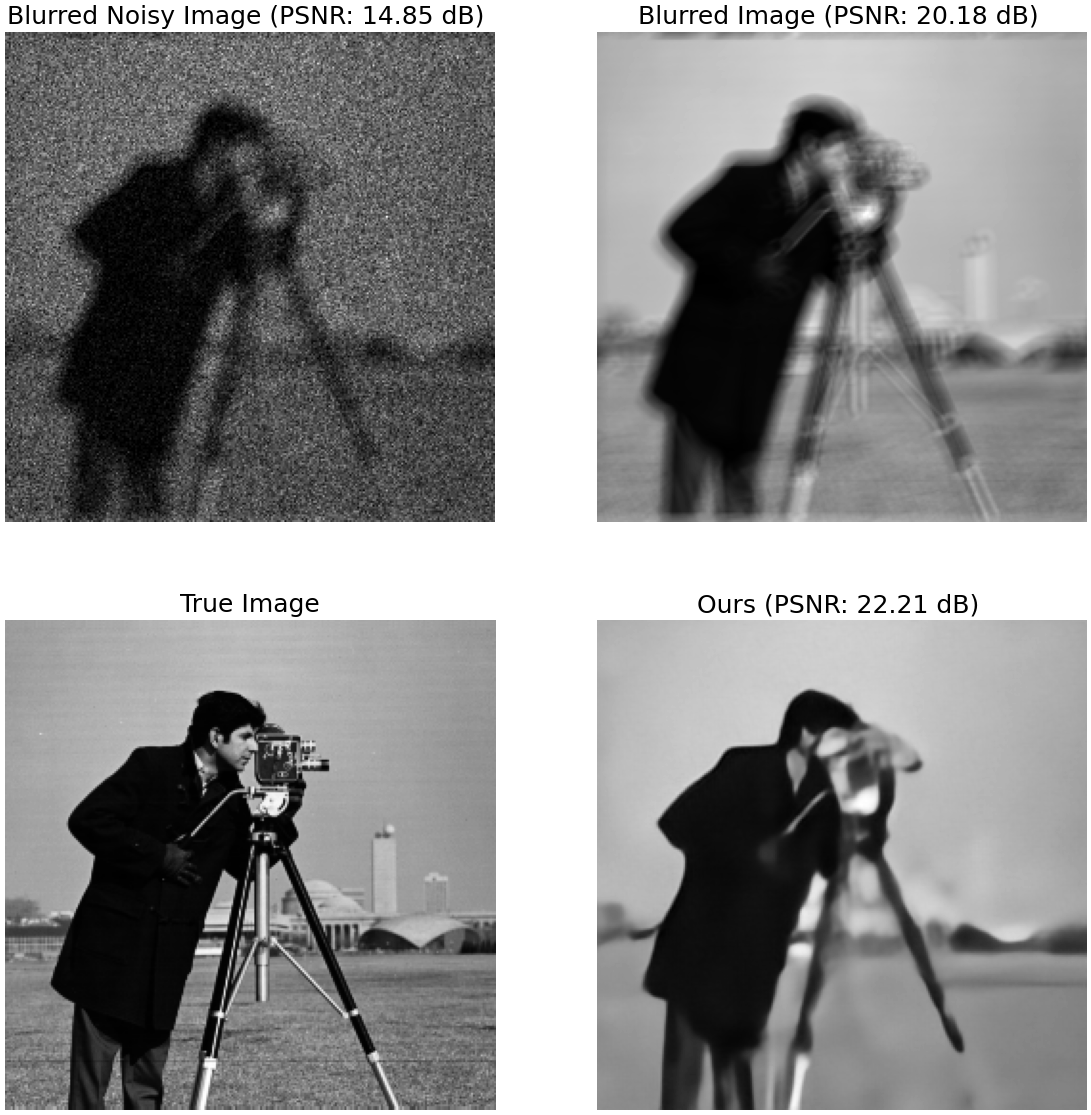 Blurred Noisy Image (PSNR: 14.85 dB)
Blurred Image (PSNR: 20.18 dB)
True Image
Ours (PSNR: 22.21 dB)